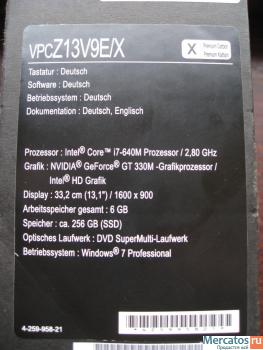 VPCZ13V9E/X
X
Premium Carbon
Tastatur : Deutsch
Software : Deutsch
Betriebssystem : Deutsch
Dokumentation : Deutsch, Englisch
Prozessor : Intel® Core™ i7-640M Prozessor / 2,80 GHz
Grafik : NVIDIA® GeForce® GT 330M -Grafikprozessor /
Intel® HD Grafik
Display : 33,2 cm (13,1") / 1600 x 900
Arbeitsspeicher gesamt : 6 GB
Speicher : ca. 256 GB (SSD)
Optisches Laufwerk : DVD SuperMulti-Laufwerk
Betriebssystem : Windows® 7 Professional
4-259-958-21
Mercatos.ru